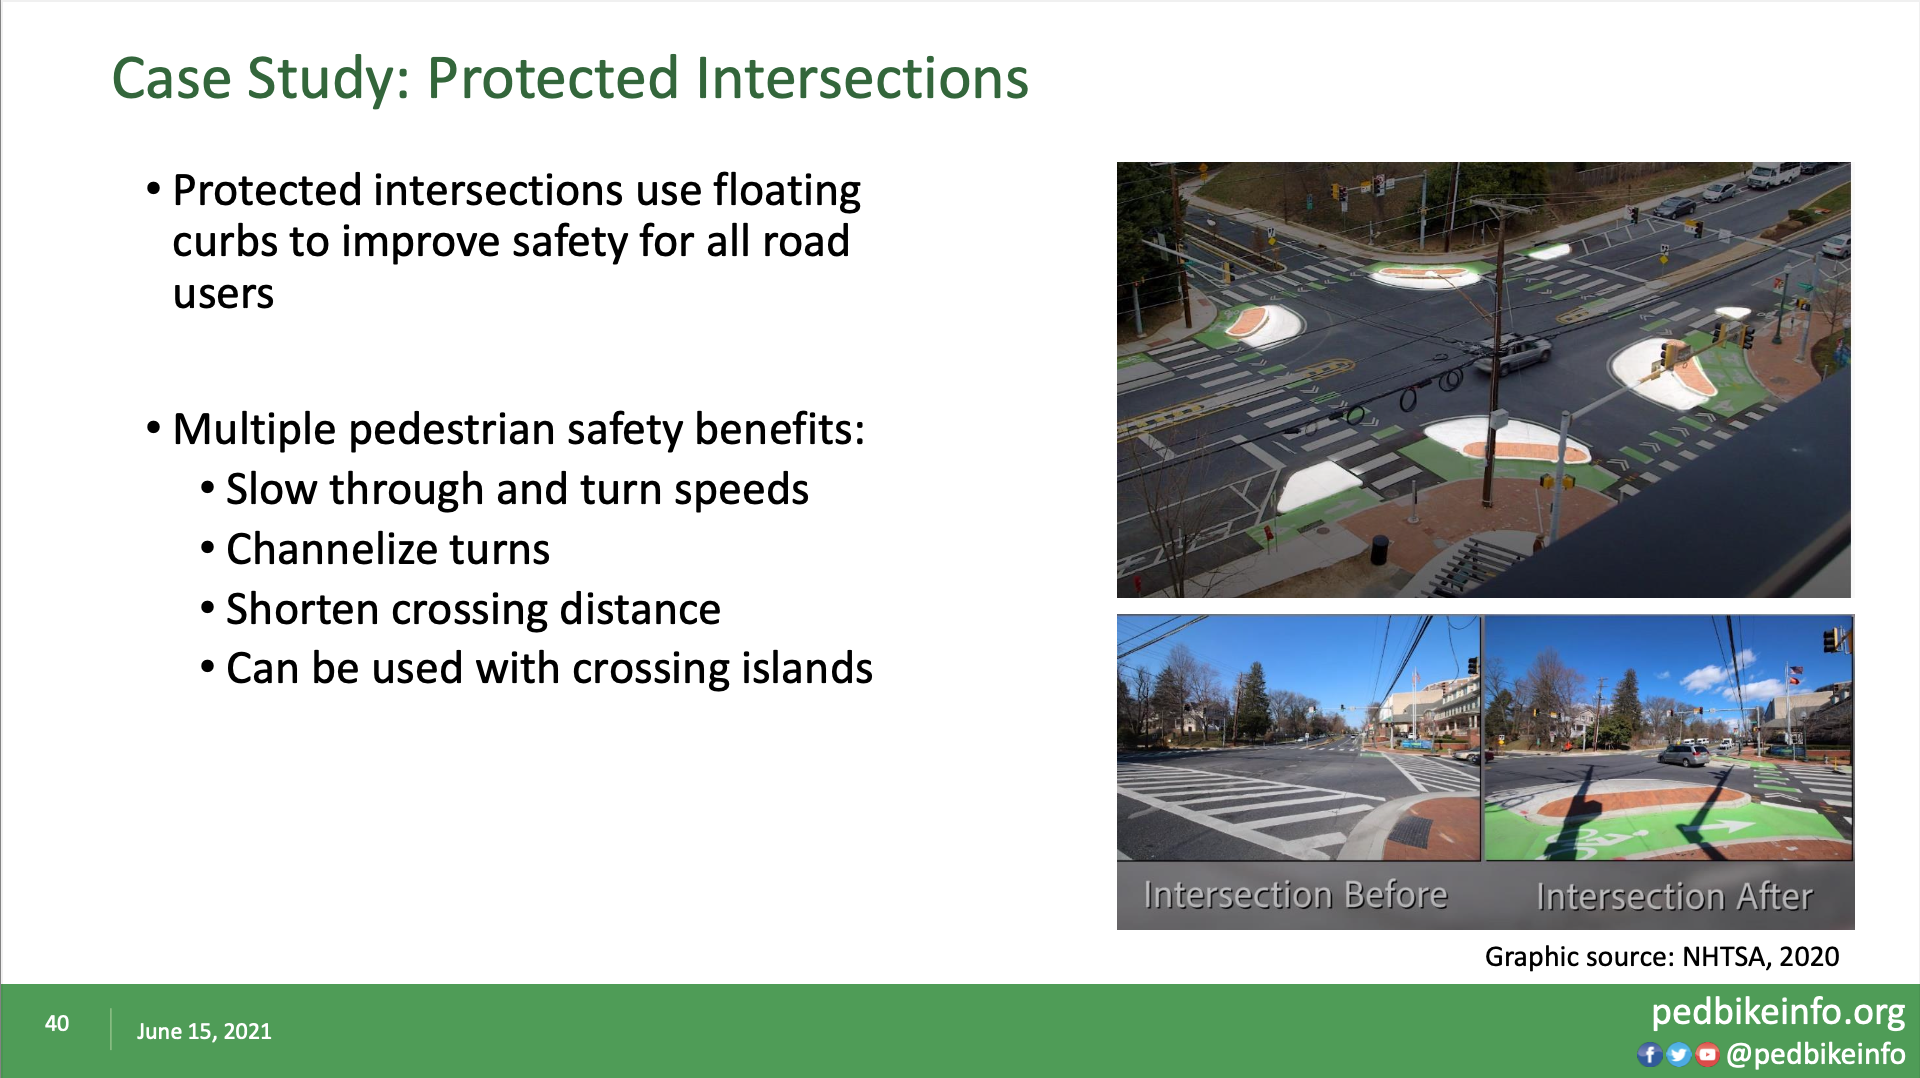 Case Study: Protected Intersections
• Protected intersections use floating
curbs to improve safety for all road
users
• Multiple pedestrian safety benefits:
• Slow through and turn speeds
• Channelize turns
• Shorten crossing distance
• Can be used with crossing islands
Intersection Before
Intersection After
Graphic source: NHTSA, 2020
40
June 15, 2021
pedbikeinfo.org
@pedbikeinfo